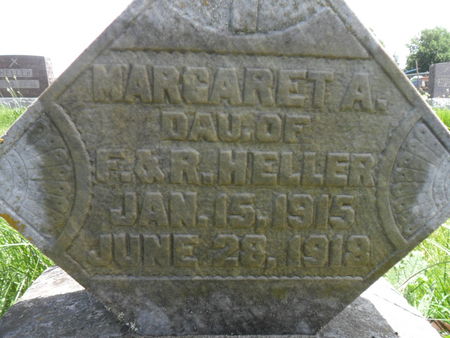 MARGARET A.
DAU. OF
F. & R. HELLER
JAN. 15, 1915
JUNE 28, 1919